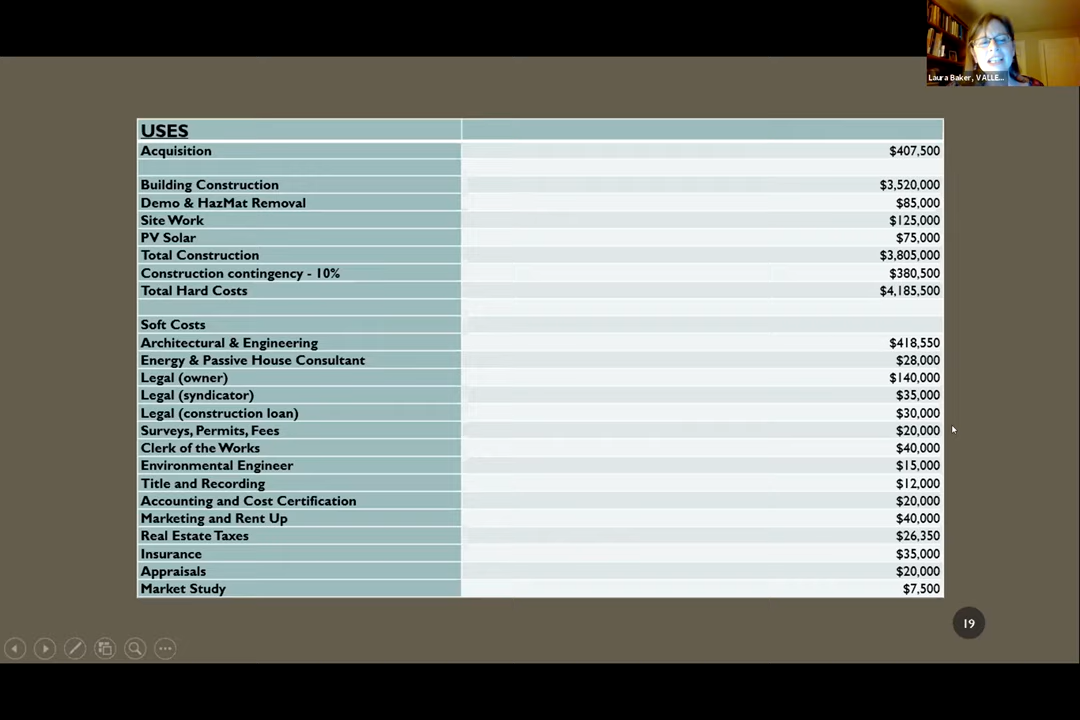 Laura Baker, VALLE...
USES
Acquisition $407,500
Building Construction $3,520,000
Demo & HazMat Removal $85,000
Site Work $125,000
PV Solar $75,000
Total Construction $3,805,000
Construction contingency - 10% $380,500
Total Hard Costs $4,185,500
Soft Costs
Architectural & Engineering $418,550
Energy & Passive House Consultant $28,000
Legal (owner) $140,000
Legal (syndicator) $35,000
Legal (construction loan) $30,000
Surveys, Permits, Fees $20,000
Clerk of the Works $40,000
Environmental Engineer $15,000
Title and Recording $12,000
Accounting and Cost Certification $20,000
Marketing and Rent Up $40,000
Real Estate Taxes $26,350
Insurance $35,000
Appraisals $20,000
Market Study $7,500
19